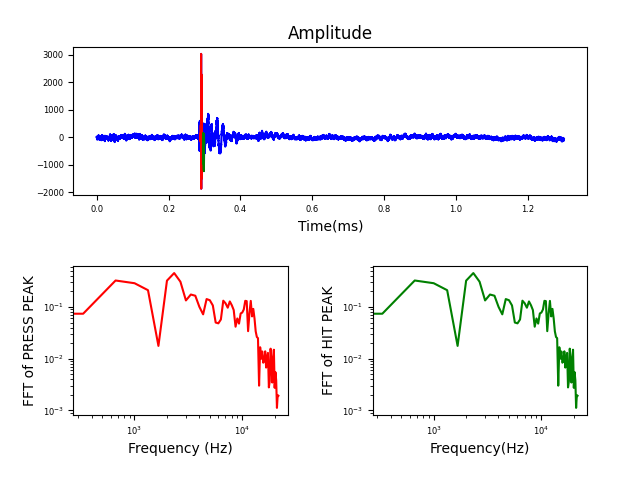 Amplitude
3000
2000
1000
0
−1000
−2000
0.0 0.2 0.4 0.6 0.8 1.0 1.2
Time(ms)
FFT of PRESS PEAK
10⁻¹
10⁻²
10⁻³
10³ 10⁴
Frequency (Hz)
FFT of HIT PEAK
10⁻¹
10⁻²
10⁻³
10³ 10⁴
Frequency(Hz)